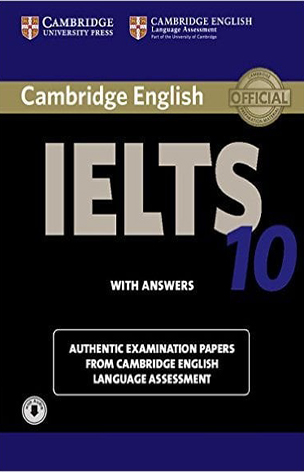 CAMBRIDGE
UNIVERSITY PRESS
CAMBRIDGE ENGLISH
Language Assessment
Part of the University of Cambridge
Cambridge English
OFFICIAL
IELTS
10
WITH ANSWERS
AUTHENTIC EXAMINATION PAPERS
FROM CAMBRIDGE ENGLISH
LANGUAGE ASSESSMENT